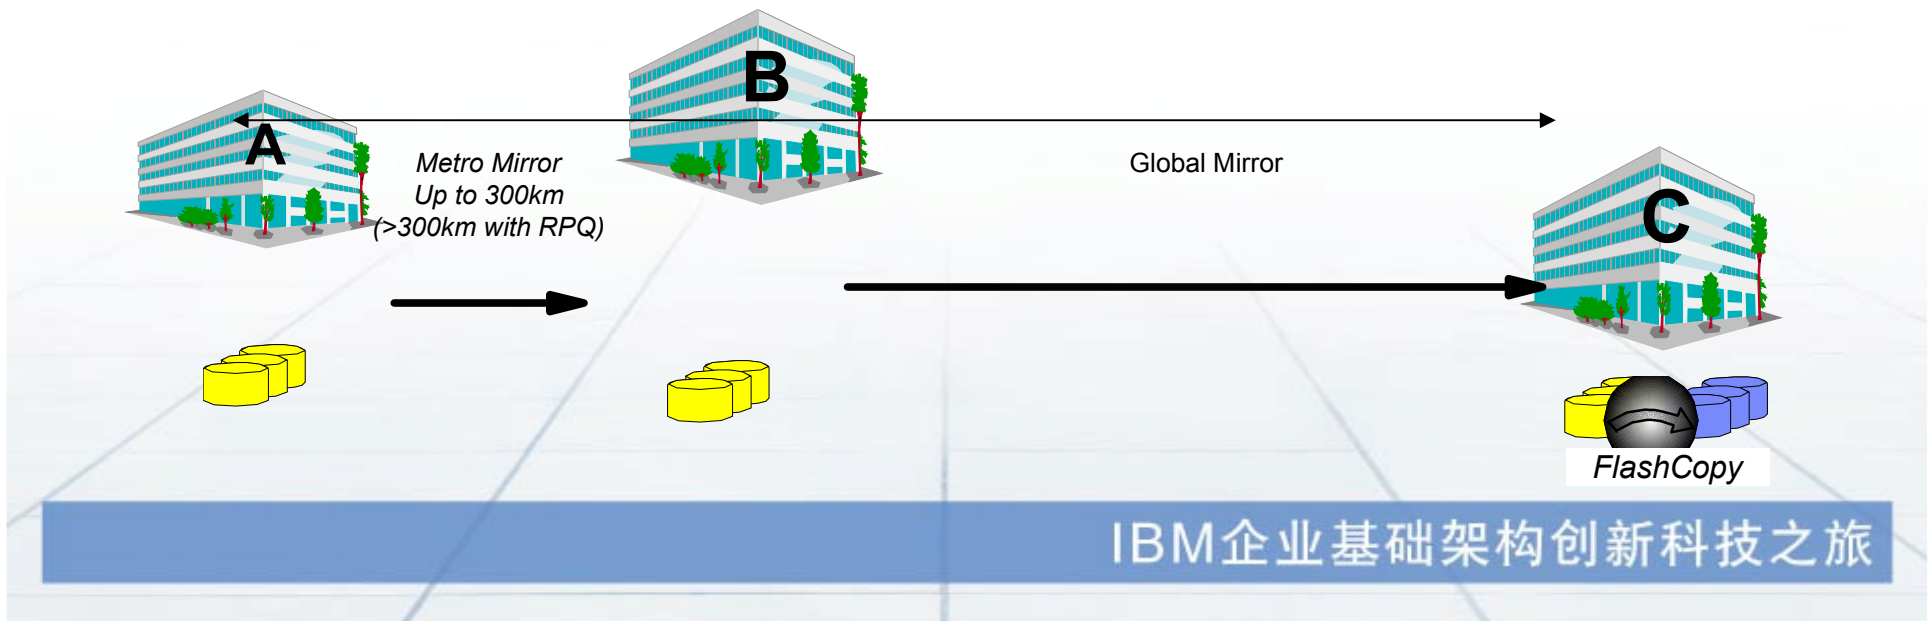 B
A
Metro Mirror
Up to 300km
(>300km with RPQ)
Global Mirror
C
FlashCopy
IBM企业基础架构创新科技之旅